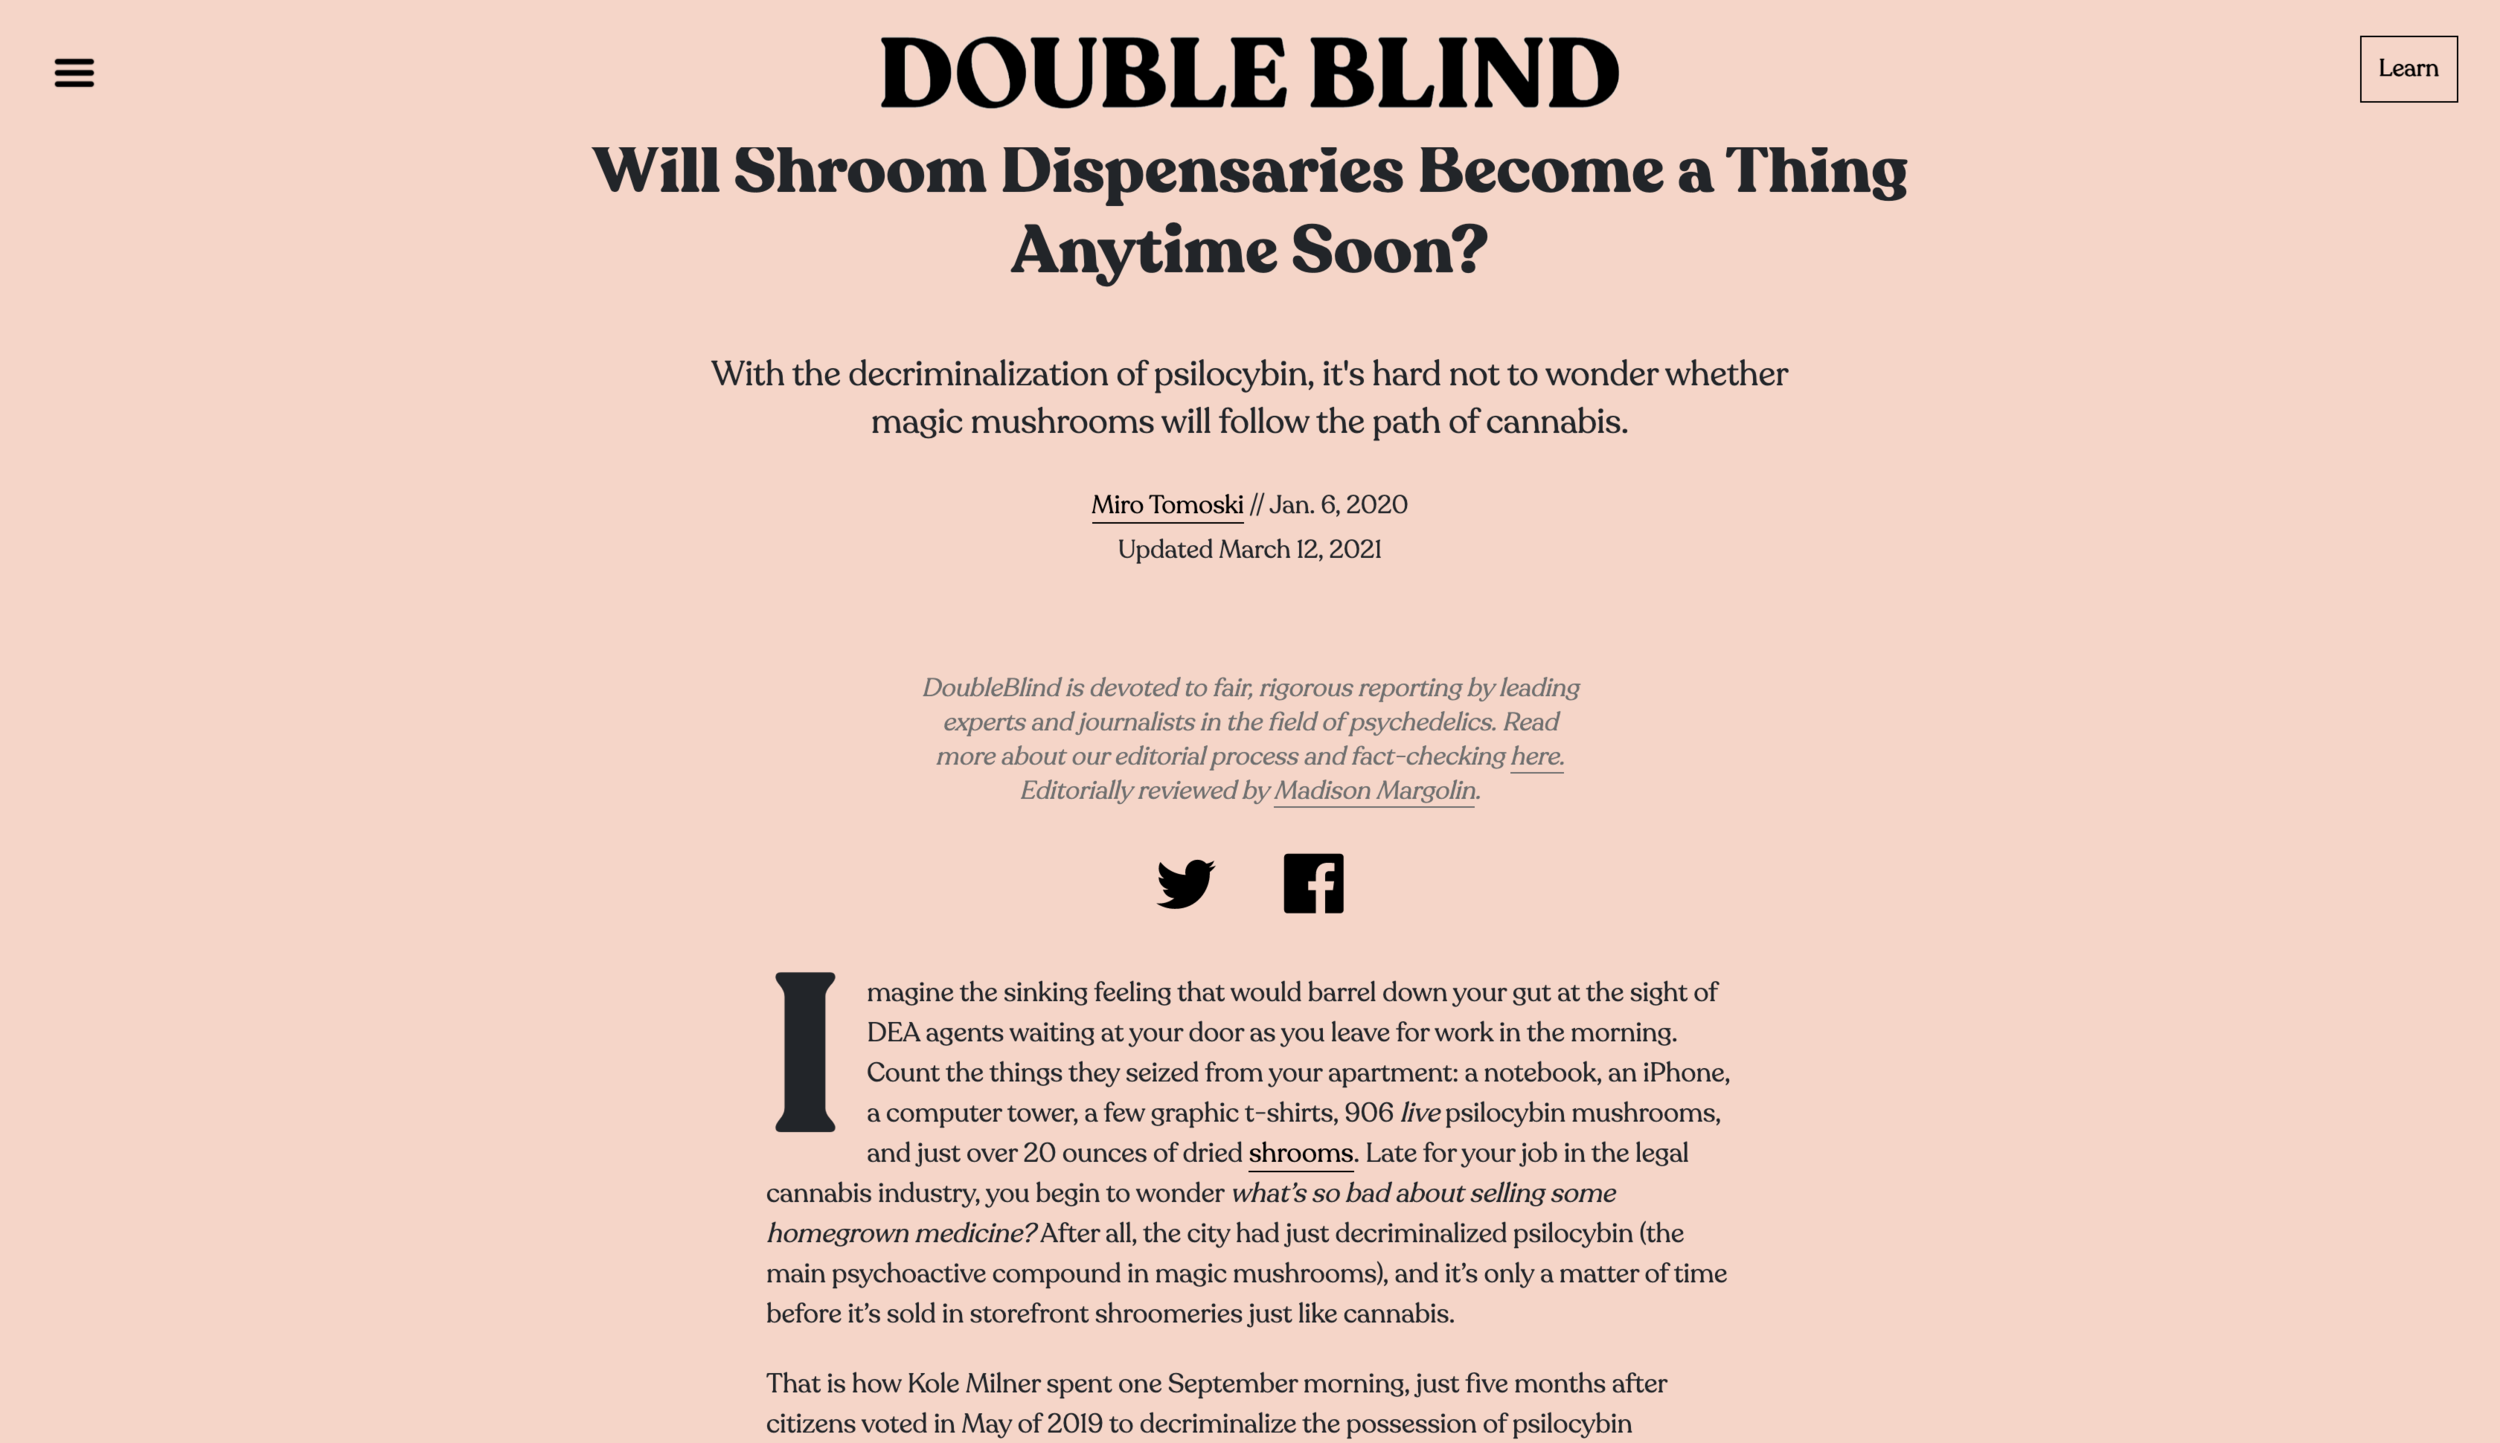 DOUBLE BLIND
Learn
Will Shroom Dispensaries Become a Thing
Anytime Soon?
With the decriminalization of psilocybin, it's hard not to wonder whether
magic mushrooms will follow the path of cannabis.
Miro Tomoski // Jan. 6, 2020
Updated March 12, 2021
DoubleBlind is devoted to fair, rigorous reporting by leading
experts and journalists in the field of psychedelics. Read
more about our editorial process and fact-checking here.
Editorially reviewed by Madison Margolin.
Imagine the sinking feeling that would barrel down your gut at the sight of
DEA agents waiting at your door as you leave for work in the morning.
Count the things they seized from your apartment: a notebook, an iPhone,
a computer tower, a few graphic t-shirts, 906 live psilocybin mushrooms,
and just over 20 ounces of dried shrooms. Late for your job in the legal
cannabis industry, you begin to wonder what’s so bad about selling some
homegrown medicine? After all, the city had just decriminalized psilocybin (the
main psychoactive compound in magic mushrooms), and it’s only a matter of time
before it’s sold in storefront shroomeries just like cannabis.
That is how Kole Milner spent one September morning, just five months after
citizens voted in May of 2019 to decriminalize the possession of psilocybin